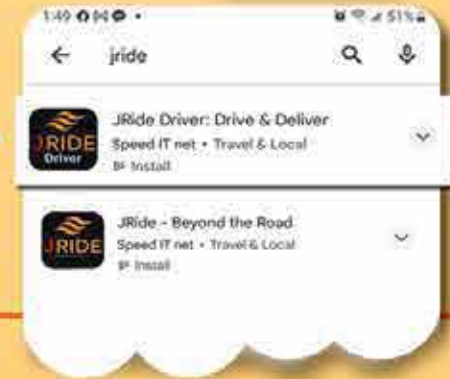 1:49
51%
jride
JRIDE
Driver
JRide Driver: Drive & Deliver
Speed IT net • Travel & Local
Install
JRIDE
JRide - Beyond the Road
Speed IT net • Travel & Local
Install